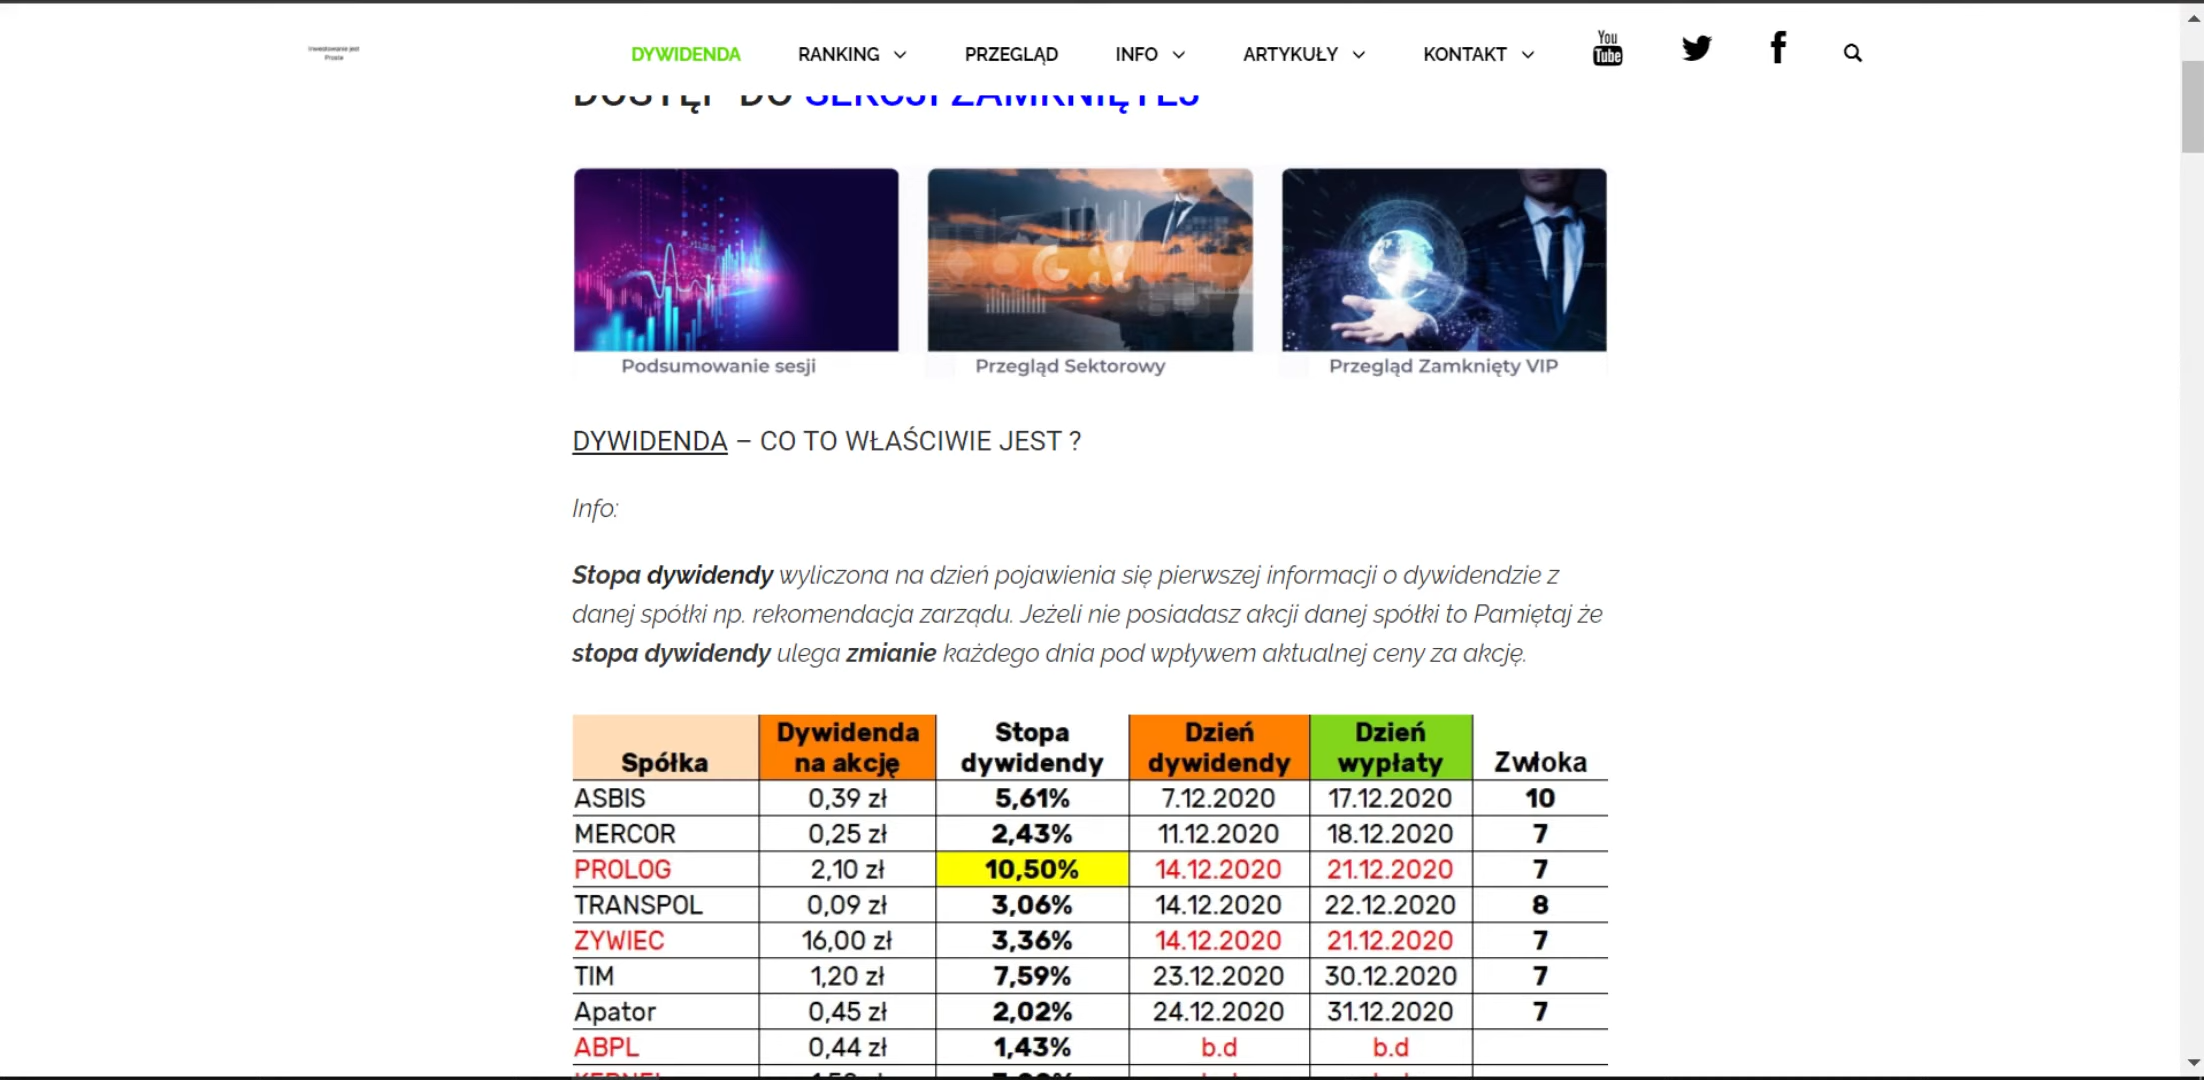 Inwestowanie jest
Proste
DYWIDENDA RANKING PRZEGLĄD INFO ARTYKUŁY KONTAKT You Tube
DOSTĘP DO SEKCJI ZAMKNIĘTEJ
Podsumowanie sesji Przegląd Sektorowy Przegląd Zamknięty VIP
DYWIDENDA – CO TO WŁAŚCIWIE JEST ?
Info:
Stopa dywidendy wyliczona na dzień pojawienia się pierwszej informacji o dywidendzie z
danej spółki np. rekomendacja zarządu. Jeżeli nie posiadasz akcji danej spółki to Pamiętaj że
stopa dywidendy ulega zmianie każdego dnia pod wpływem aktualnej ceny za akcję.
Spółka Dywidenda na akcję Stopa dywidendy Dzień dywidendy Dzień wypłaty Zwłoka
ASBIS 0,39 zł 5,61% 7.12.2020 17.12.2020 10
MERCOR 0,25 zł 2,43% 11.12.2020 18.12.2020 7
PROLOG 2,10 zł 10,50% 14.12.2020 21.12.2020 7
TRANSPOL 0,09 zł 3,06% 14.12.2020 22.12.2020 8
ZYWIEC 16,00 zł 3,36% 14.12.2020 21.12.2020 7
TIM 1,20 zł 7,59% 23.12.2020 30.12.2020 7
Apator 0,45 zł 2,02% 24.12.2020 31.12.2020 7
ABPL 0,44 zł 1,43% b.d b.d